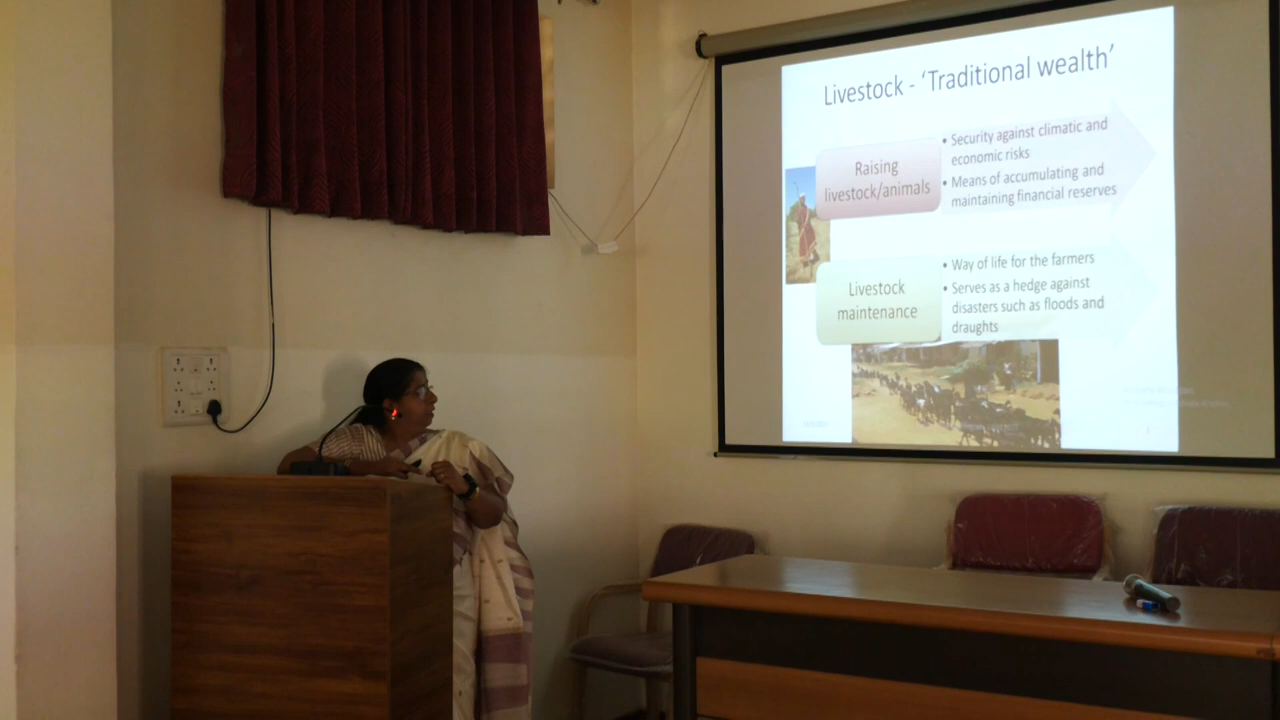 Livestock - ‘Traditional wealth’
Raising
livestock/animals
• Security against climatic and
economic risks
• Means of accumulating and
maintaining financial reserves
Livestock
maintenance
• Way of life for the farmers
• Serves as a hedge against
disasters such as floods and
draughts